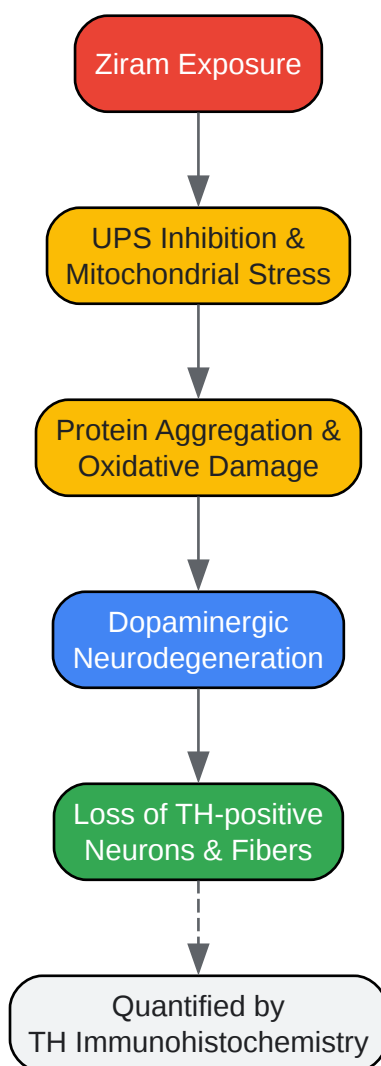 Ziram Exposure
UPS Inhibition &
Mitochondrial Stress
Protein Aggregation &
Oxidative Damage
Dopaminergic
Neurodegeneration
Loss of TH-positive
Neurons & Fibers
Quantified by
TH Immunohistochemistry